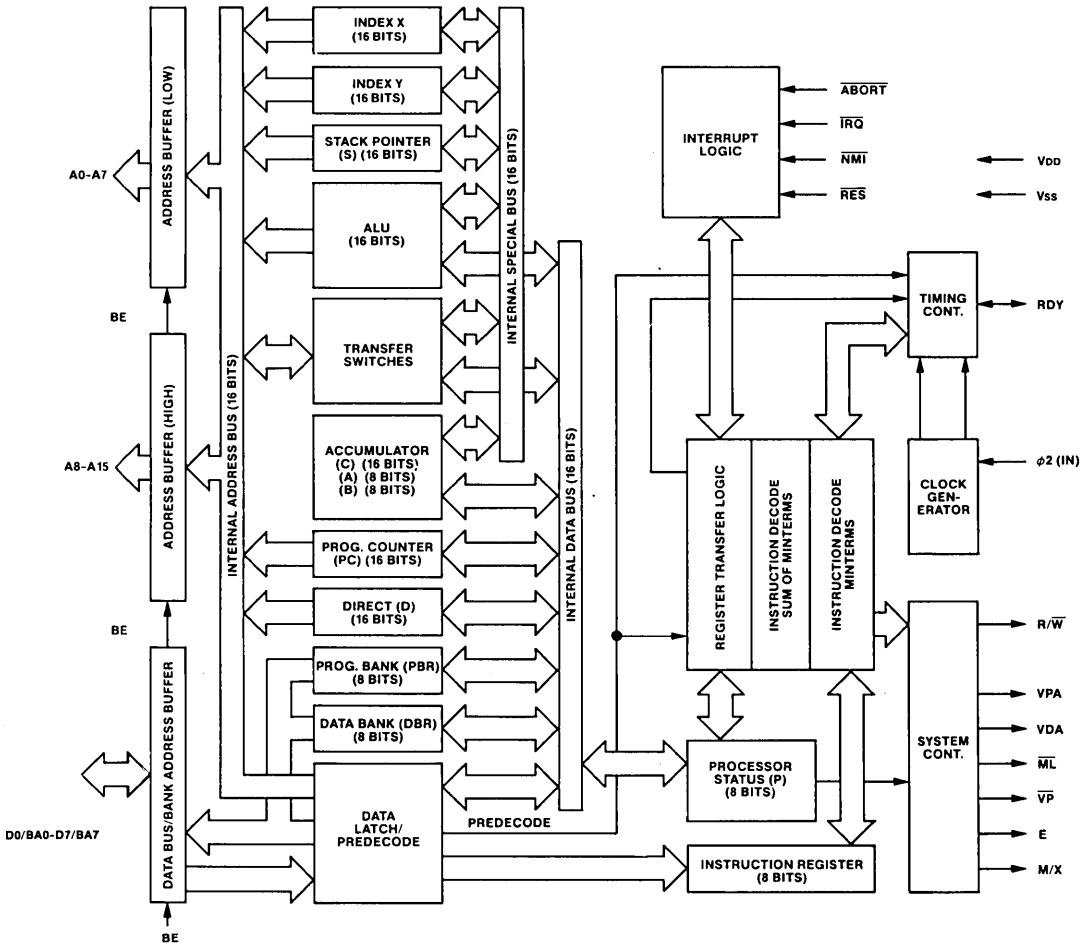 INDEX X
(16 BITS)
INDEX Y
(16 BITS)
STACK POINTER
(S) (16 BITS)
ALU
(16 BITS)
TRANSFER
SWITCHES
ACCUMULATOR
(C) (16 BITS)
(A) (8 BITS)
(B) (8 BITS)
PROG. COUNTER
(PC) (16 BITS)
DIRECT (D)
(16 BITS)
PROG. BANK (PBR)
(8 BITS)
DATA BANK (DBR)
(8 BITS)
DATA
LATCH/
PREDECODE
ADDRESS BUFFER (LOW)
A0-A7
BE
ADDRESS BUFFER (HIGH)
A8-A15
BE
DATA BUS/BANK ADDRESS BUFFER
D0/BA0-D7/BA7
BE
INTERNAL ADDRESS BUS (16 BITS)
INTERNAL SPECIAL BUS (16 BITS)
INTERNAL DATA BUS (16 BITS)
PREDECODE
INTERRUPT
LOGIC
ABORT
IRQ
NMI
RES
VDD
VSS
TIMING
CONT.
RDY
CLOCK
GEN-
ERATOR
ϕ2 (IN)
REGISTER TRANSFER LOGIC
INSTRUCTION DECODE
SUM OF MINTERMS
INSTRUCTION DECODE
MINTERMS
PROCESSOR
STATUS (P)
(8 BITS)
INSTRUCTION REGISTER
(8 BITS)
SYSTEM
CONT.
R/W
VPA
VDA
ML
VP
E
M/X